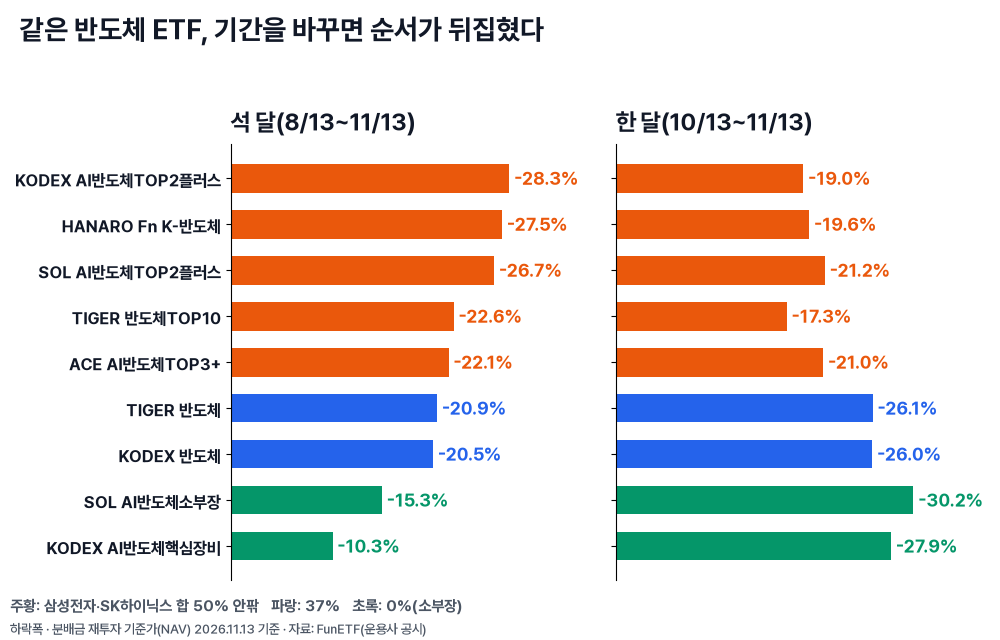 같은 반도체 ETF, 기간을 바꾸면 순서가 뒤집혔다
석 달(8/13~11/13)
한 달(10/13~11/13)
KODEX AI반도체TOP2플러스 -28.3% -19.0%
HANARO Fn K-반도체 -27.5% -19.6%
SOL AI반도체TOP2플러스 -26.7% -21.2%
TIGER 반도체TOP10 -22.6% -17.3%
ACE AI반도체TOP3+ -22.1% -21.0%
TIGER 반도체 -20.9% -26.1%
KODEX 반도체 -20.5% -26.0%
SOL AI반도체소부장 -15.3% -30.2%
KODEX AI반도체핵심장비 -10.3% -27.9%
주황: 삼성전자·SK하이닉스 합 50% 안팎 파랑: 37% 초록: 0%(소부장)
하락폭 · 분배금 재투자 기준가(NAV) 2026.11.13 기준 · 자료: FunETF(운용사 공시)